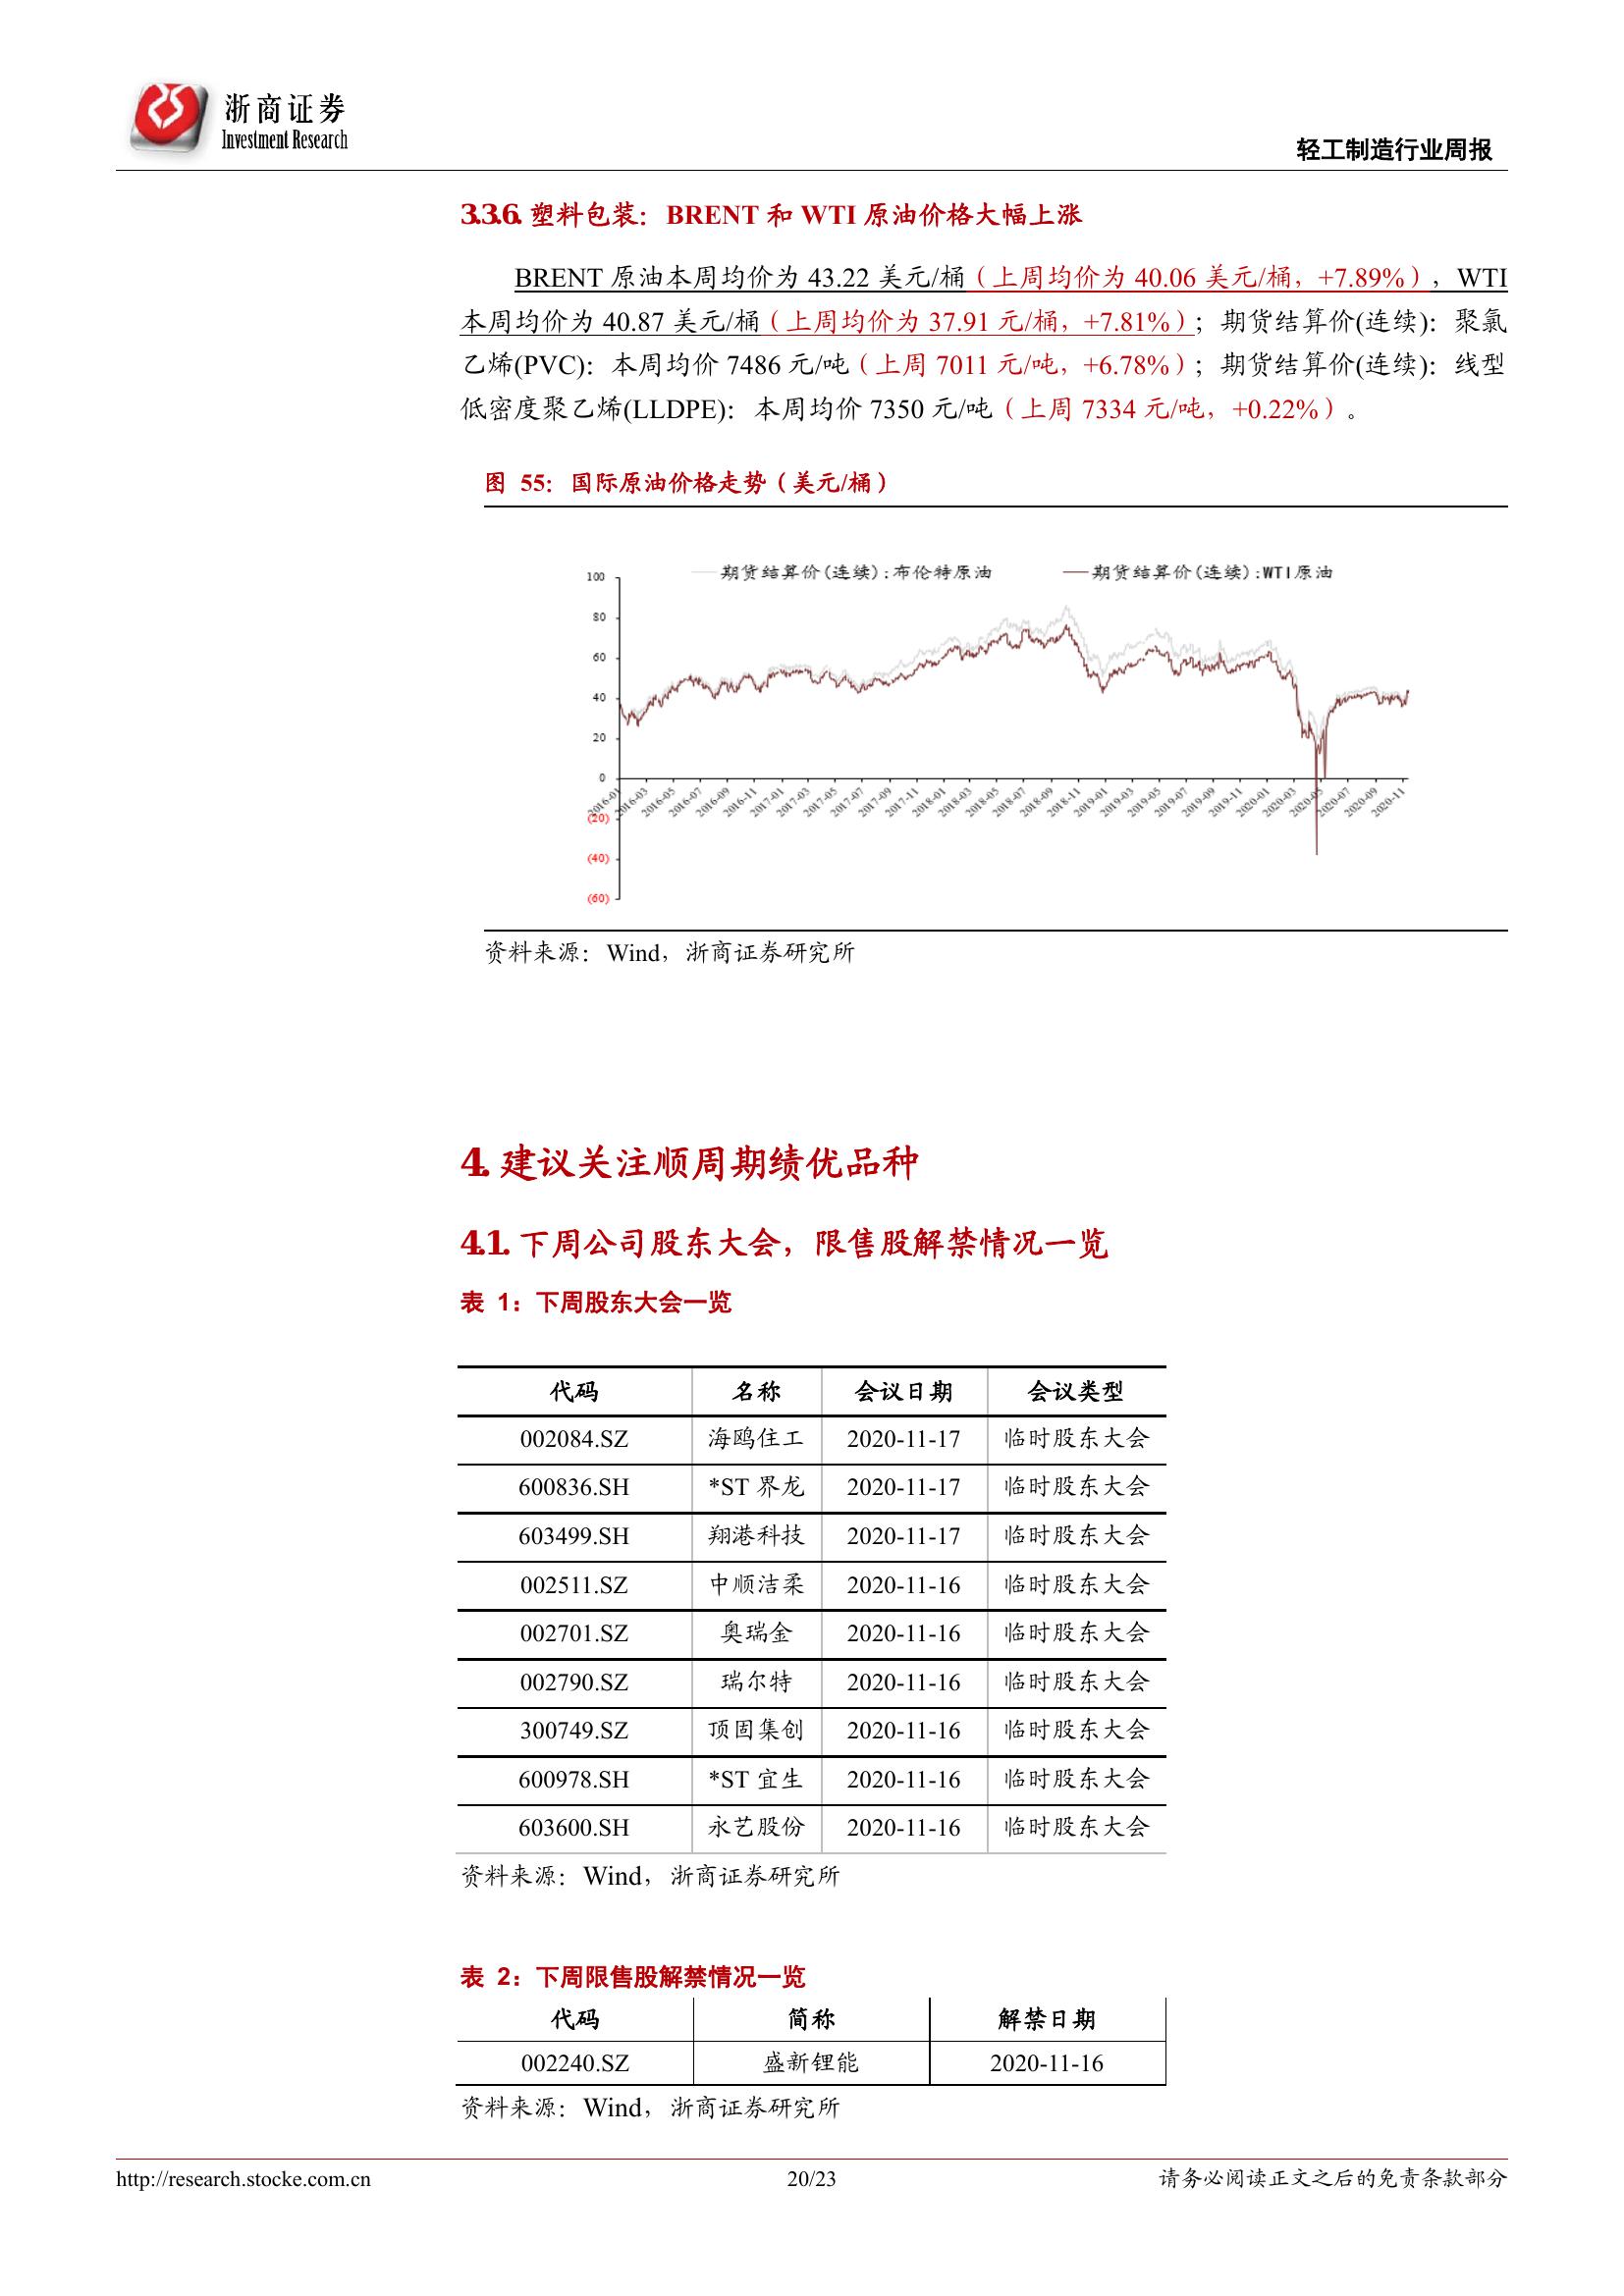 浙商证券
Investment Research
轻工制造行业周报
3.3.6. 塑料包装：BRENT 和 WTI 原油价格大幅上涨
BRENT 原油本周均价为 43.22 美元/桶（上周均价为 40.06 美元/桶，+7.89%），WTI
本周均价为 40.87 美元/桶（上周均价为 37.91 元/桶，+7.81%）；期货结算价(连续)：聚氯
乙烯(PVC)：本周均价 7486 元/吨（上周 7011 元/吨，+6.78%）；期货结算价(连续)：线型
低密度聚乙烯(LLDPE)：本周均价 7350 元/吨（上周 7334 元/吨，+0.22%）。
图 55：国际原油价格走势（美元/桶）
期货结算价(连续):布伦特原油 期货结算价(连续):WTI原油
100
80
60
40
20
0
2016-01 2016-03 2016-05 2016-07 2016-09 2016-11 2017-01 2017-03 2017-05 2017-07 2017-09 2017-11 2018-01 2018-03 2018-05 2018-07 2018-09 2018-11 2019-01 2019-03 2019-05 2019-07 2019-09 2019-11 2020-01 2020-03 2020-05 2020-07 2020-09 2020-11
(20)
(40)
(60)
资料来源：Wind，浙商证券研究所
4. 建议关注顺周期绩优品种
4.1. 下周公司股东大会，限售股解禁情况一览
表 1：下周股东大会一览
代码 名称 会议日期 会议类型
002084.SZ 海鸥住工 2020-11-17 临时股东大会
600836.SH *ST 界龙 2020-11-17 临时股东大会
603499.SH 翔港科技 2020-11-17 临时股东大会
002511.SZ 中顺洁柔 2020-11-16 临时股东大会
002701.SZ 奥瑞金 2020-11-16 临时股东大会
002790.SZ 瑞尔特 2020-11-16 临时股东大会
300749.SZ 顶固集创 2020-11-16 临时股东大会
600978.SH *ST 宜生 2020-11-16 临时股东大会
603600.SH 永艺股份 2020-11-16 临时股东大会
资料来源：Wind，浙商证券研究所
表 2：下周限售股解禁情况一览
代码 简称 解禁日期
002240.SZ 盛新锂能 2020-11-16
资料来源：Wind，浙商证券研究所
http://research.stocke.com.cn 20/23 请务必阅读正文之后的免责条款部分